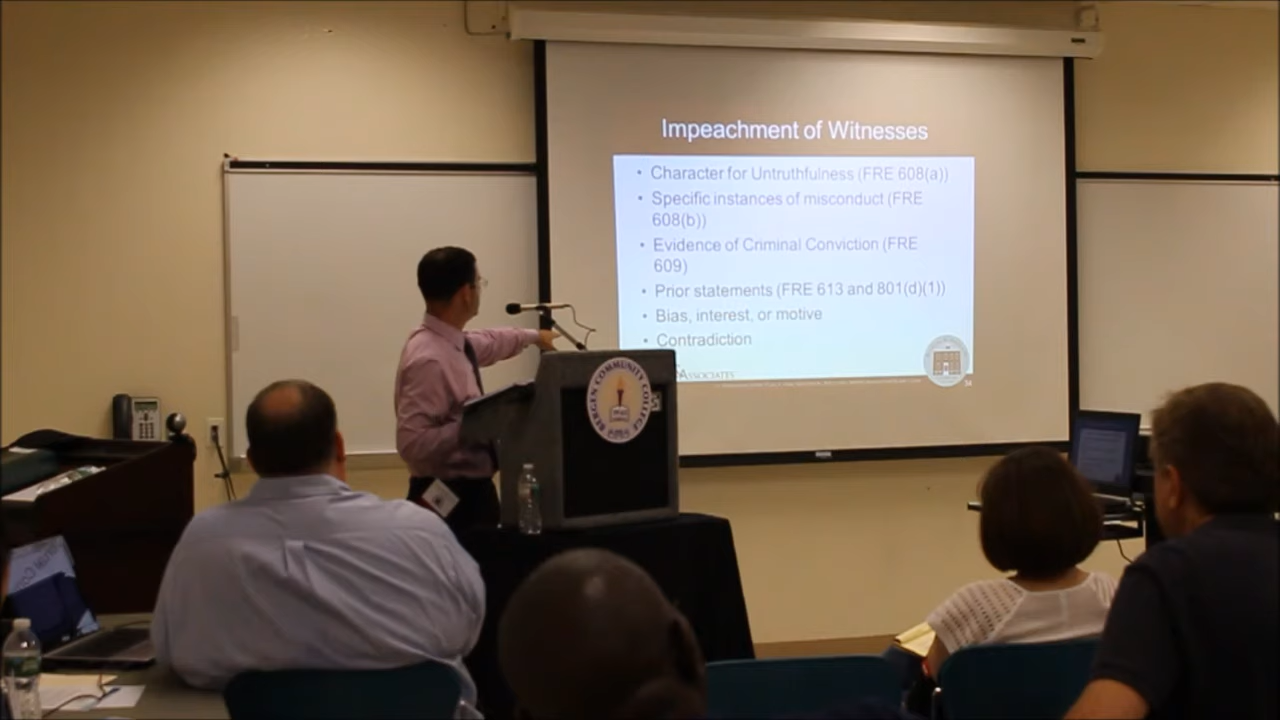 Impeachment of Witnesses
• Character for Untruthfulness (FRE 608(a))
• Specific instances of misconduct (FRE
608(b))
• Evidence of Criminal Conviction (FRE
609)
• Prior statements (FRE 613 and 801(d)(1))
• Bias, interest, or motive
• Contradiction
ASSOCIATES
34
BERGEN COMMUNITY COLLEGE